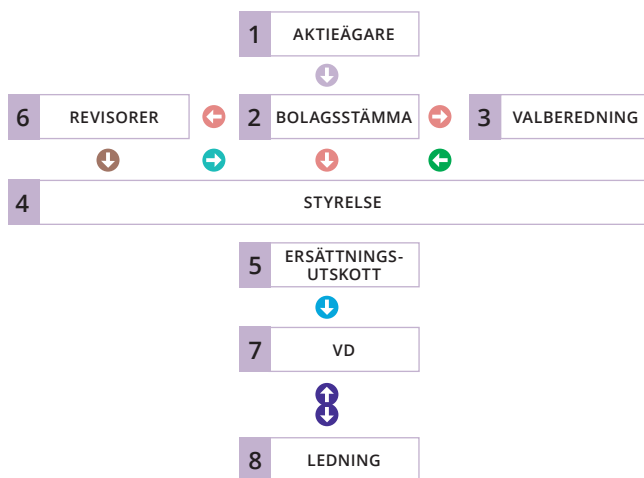 1 AKTIEÄGARE
6 REVISORER
2 BOLAGSSTÄMMA
3 VALBEREDNING
4 STYRELSE
5 ERSÄTTNINGS-
UTSKOTT
7 VD
8 LEDNING